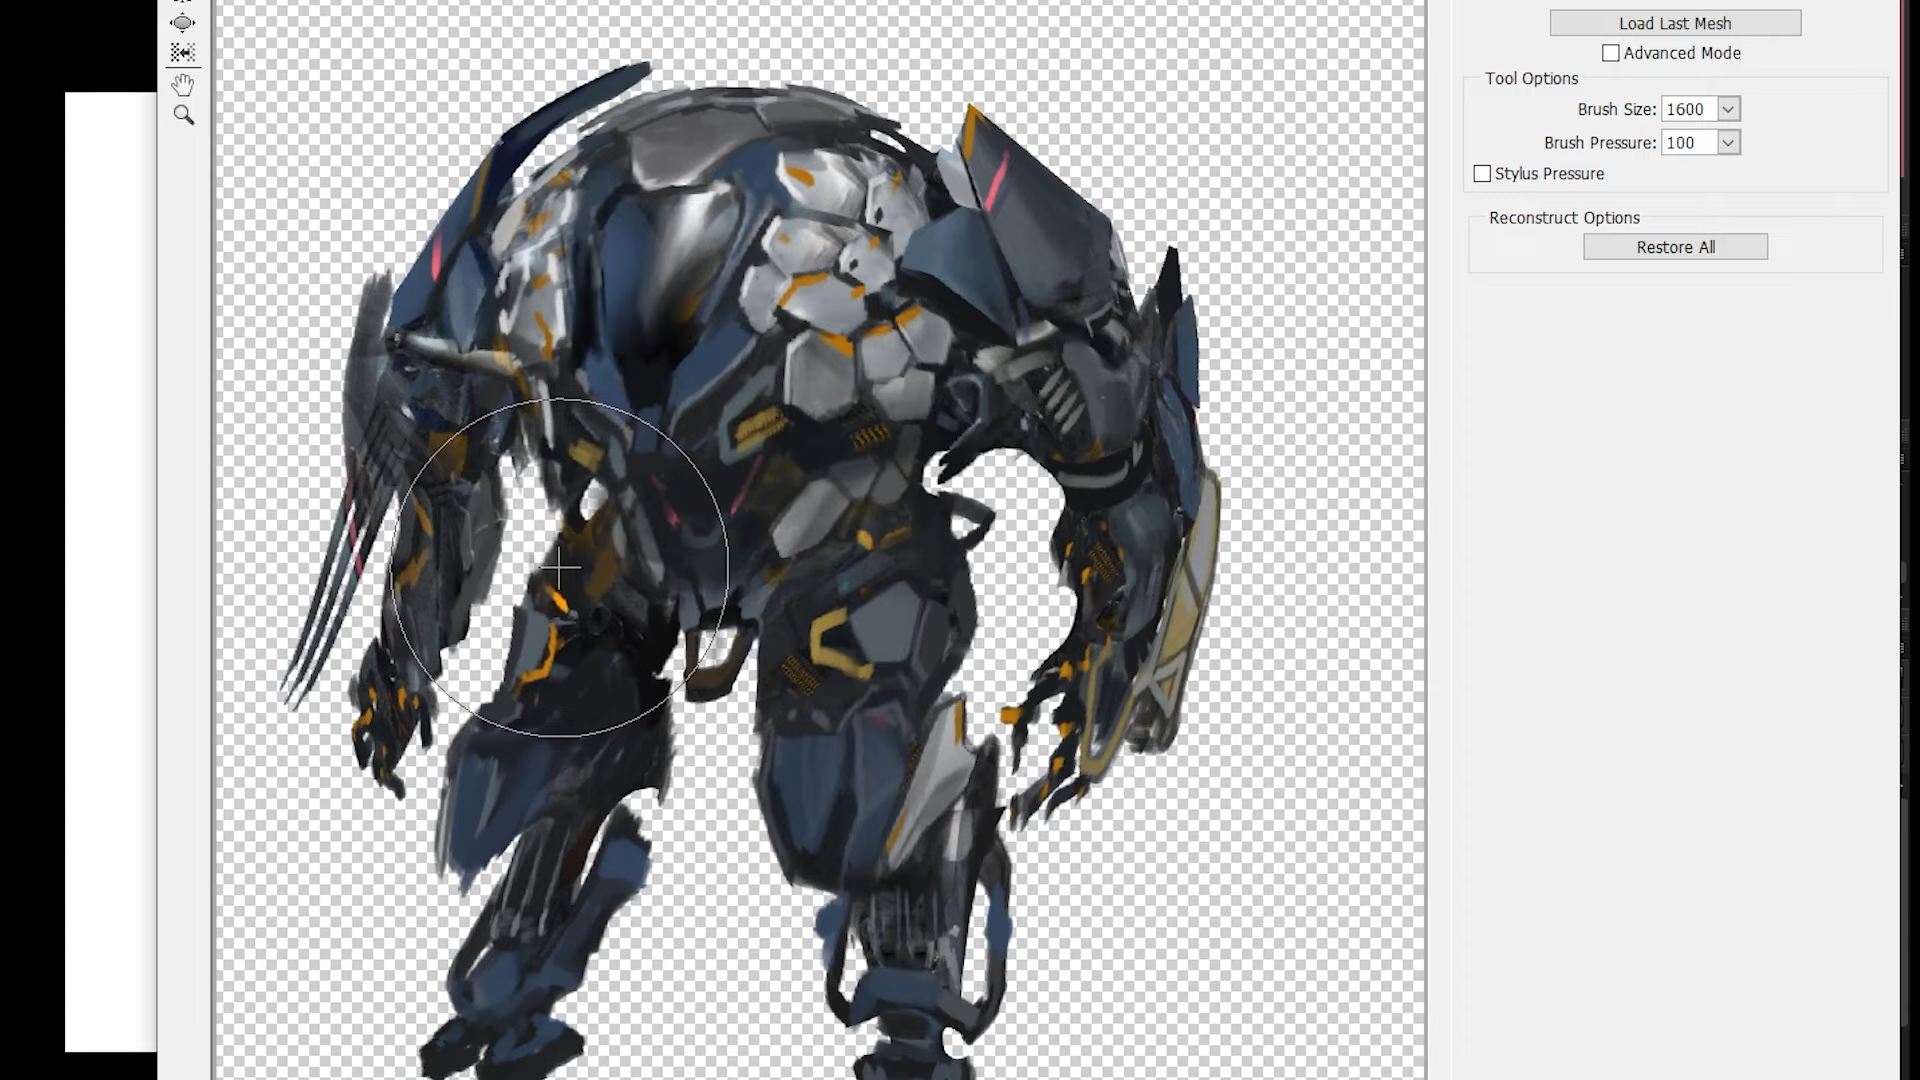 Load Last Mesh
Advanced Mode
Tool Options
Brush Size: 1600
Brush Pressure: 100
Stylus Pressure
Reconstruct Options
Restore All